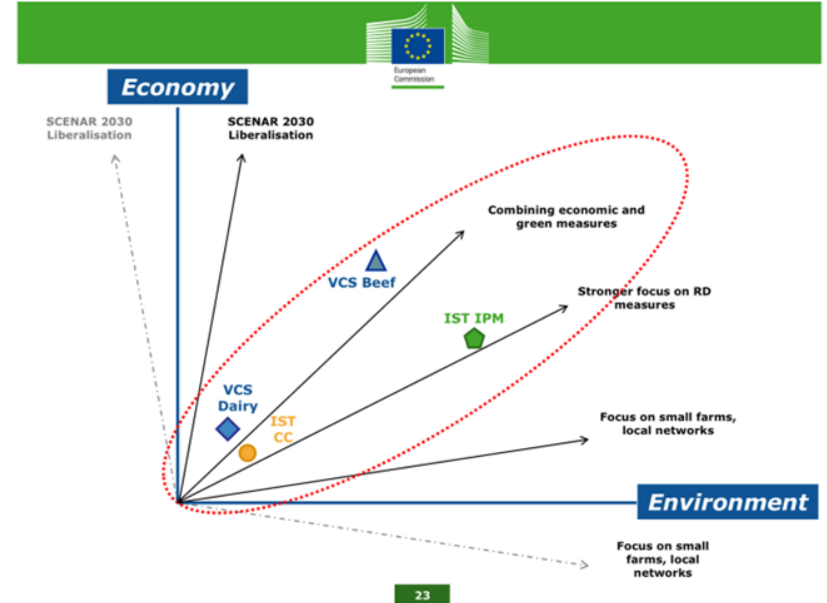 European
Commission
Economy
SCENAR 2030
Liberalisation
SCENAR 2030
Liberalisation
Combining economic and
green measures
VCS Beef
Stronger focus on RD
measures
IST IPM
VCS
Dairy
IST
CC
Focus on small farms,
local networks
Environment
Focus on small
farms, local
networks
23